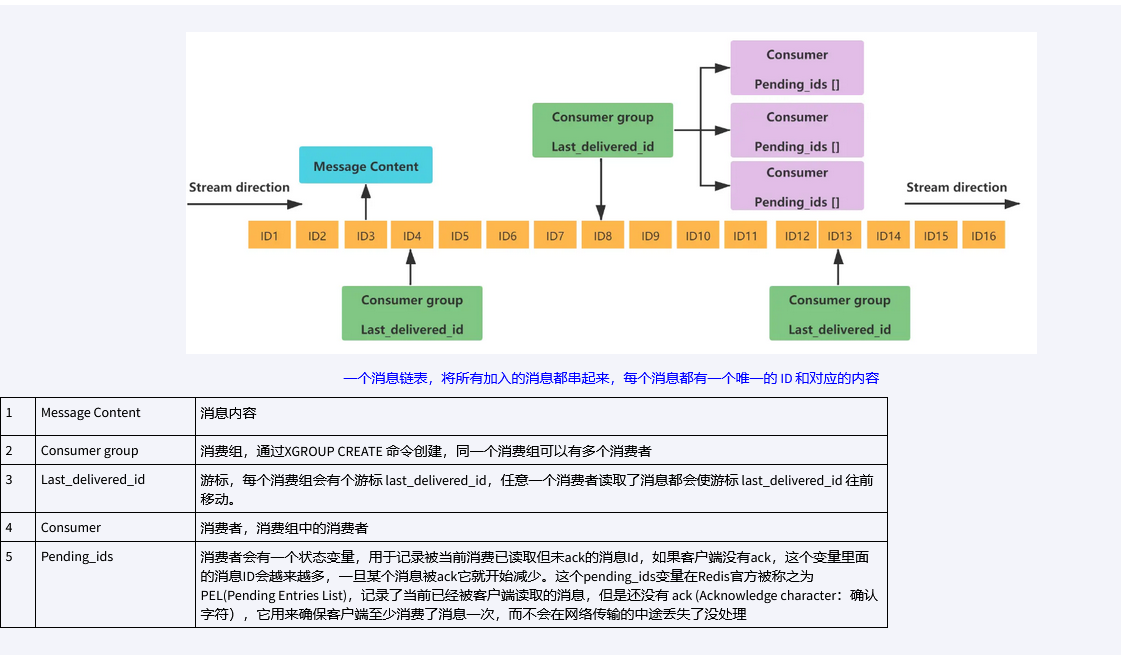 Consumer
Pending_ids []
Consumer group
Last_delivered_id
Consumer
Pending_ids []
Message Content
Consumer
Pending_ids []
Stream direction
Stream direction
ID1 ID2 ID3 ID4 ID5 ID6 ID7 ID8 ID9 ID10 ID11 ID12 ID13 ID14 ID15 ID16
Consumer group
Last_delivered_id
Consumer group
Last_delivered_id
一个消息链表，将所有加入的消息都串起来，每个消息都有一个唯一的 ID 和对应的内容
1 Message Content 消息内容
2 Consumer group 消费组，通过XGROUP CREATE 命令创建，同一个消费组可以有多个消费者
3 Last_delivered_id 游标，每个消费组会有个游标 last_delivered_id，任意一个消费者读取了消息都会使游标 last_delivered_id 往前
移动。
4 Consumer 消费者，消费组中的消费者
5 Pending_ids 消费者会有一个状态变量，用于记录被当前消费已读取但未ack的消息Id，如果客户端没有ack，这个变量里面
的消息ID会越来越多，一旦某个消息被ack它就开始减少。这个pending_ids变量在Redis官方被称之为
PEL(Pending Entries List)，记录了当前已经被客户端读取的消息，但是还没有 ack (Acknowledge character：确认
字符），它用来确保客户端至少消费了消息一次，而不会在网络传输的中途丢失了没处理